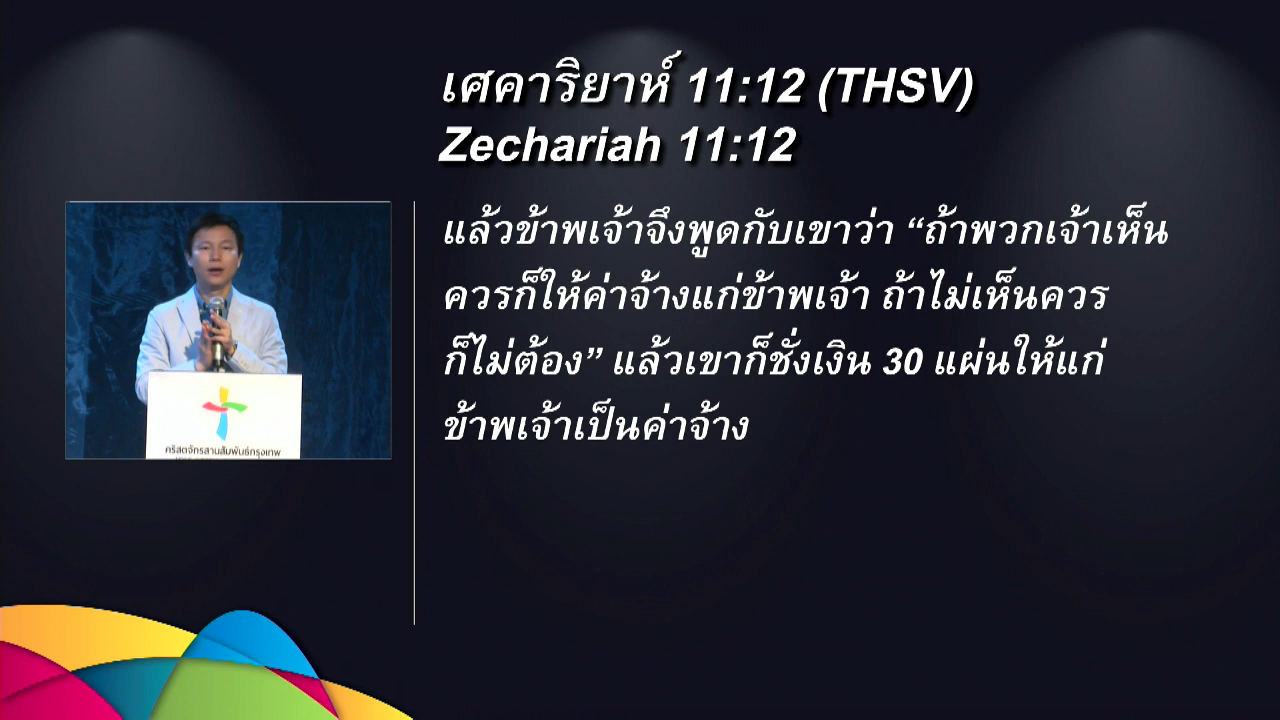 เศคาริยาห์ 11:12 (THSV)
Zechariah 11:12
แล้วข้าพเจ้าจึงพูดกับเขาว่า “ถ้าพวกเจ้าเห็น
ควรก็ให้ค่าจ้างแก่ข้าพเจ้า ถ้าไม่เห็นควร
ก็ไม่ต้อง” แล้วเขาก็ชั่งเงิน 30 แผ่นให้แก่
ข้าพเจ้าเป็นค่าจ้าง
คริสตจักรสานสัมพันธ์กรุงเทพ